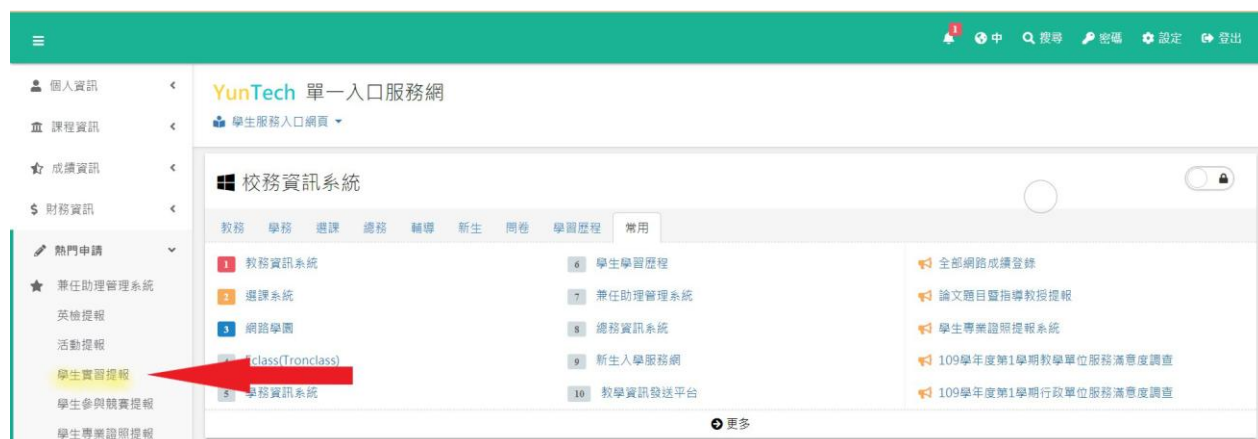 1
中 搜尋 密碼 設定 登出
個人資訊
課程資訊
成績資訊
財務資訊
熱門申請
兼任助理管理系統
英檢提報
活動提報
學生實習提報
學生參與競賽提報
學生專業證照提報
YunTech 單一入口服務網
學生服務入口網頁
校務資訊系統
教務 學務 選課 總務 輔導 新生 問卷 學習歷程 常用
1 教務資訊系統
2 選課系統
3 網路學園
class(Tronclass)
5 學務資訊系統
6 學生學習歷程
7 兼任助理管理系統
8 總務資訊系統
9 新生入學服務網
10 教學資訊發送平台
全部網路成績登錄
論文題目暨指導教授提報
學生專業證照提報系統
109學年度第1學期教學單位服務滿意度調查
109學年度第1學期行政單位服務滿意度調查
更多